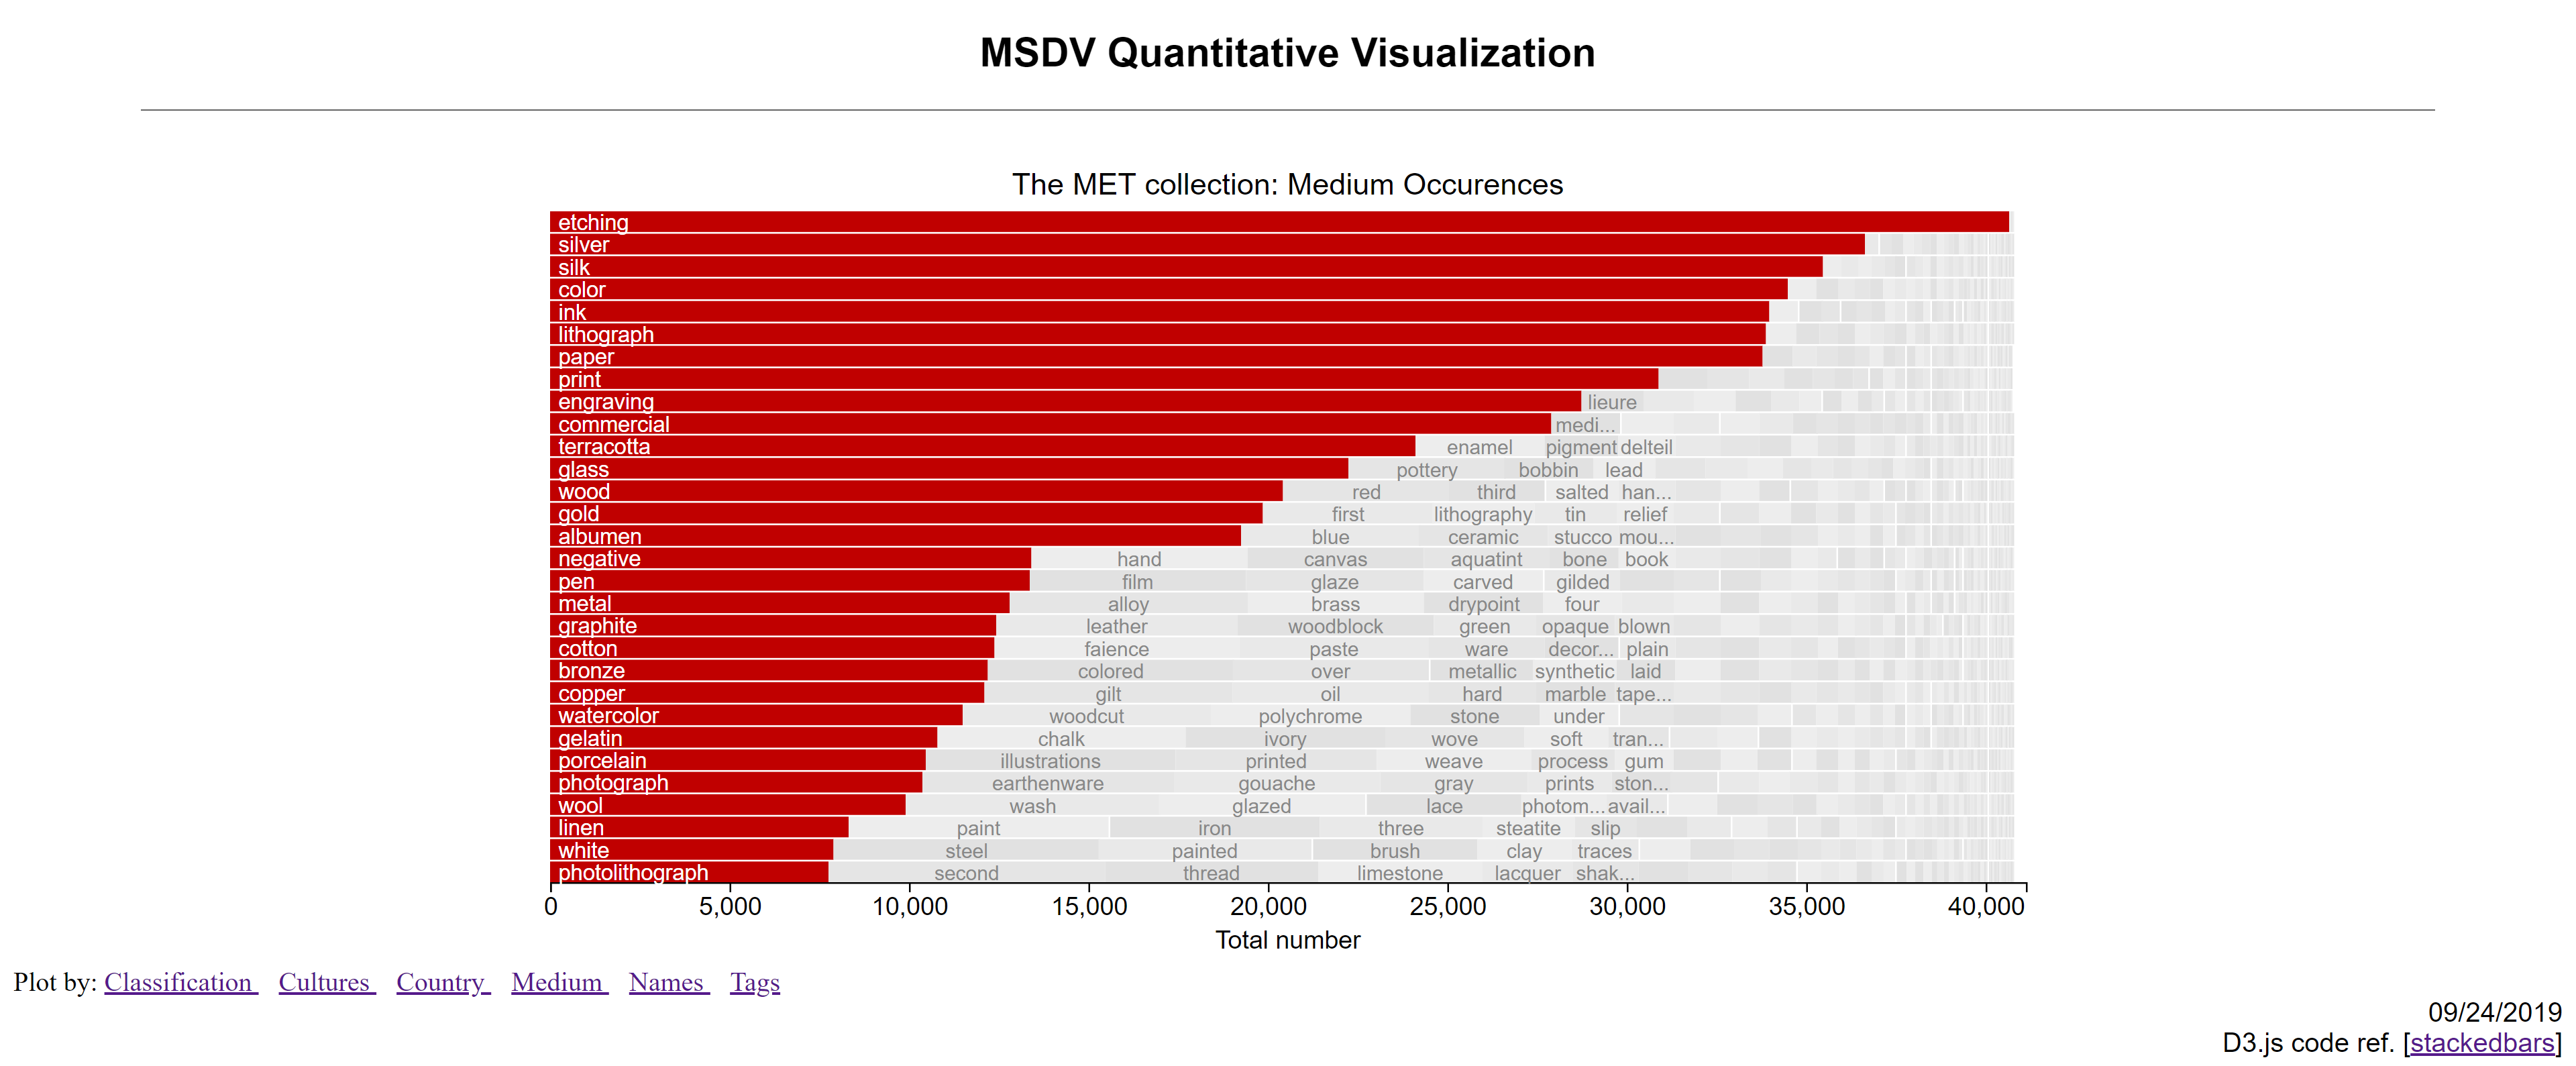 MSDV Quantitative Visualization
The MET collection: Medium Occurences
etching
silver
silk
color
ink
lithograph
paper
print
engraving lieure
commercial medi...
terracotta enamel pigment delteil
glass pottery bobbin lead
wood red third salted han...
gold first lithography tin relief
albumen blue ceramic stucco mou...
negative hand canvas aquatint bone book
pen film glaze carved gilded
metal alloy brass drypoint four
graphite leather woodblock green opaque blown
cotton faience paste ware decor... plain
bronze colored over metallic synthetic laid
copper gilt oil hard marble tape...
watercolor woodcut polychrome stone under
gelatin chalk ivory wove soft tran...
porcelain illustrations printed weave process gum
photograph earthenware gouache gray prints ston...
wool wash glazed lace photom... avail...
linen paint iron three steatite slip
white steel painted brush clay traces
photolithograph second thread limestone lacquer shak...
0 5,000 10,000 15,000 20,000 25,000 30,000 35,000 40,000
Total number
Plot by: Classification Cultures Country Medium Names Tags
09/24/2019
D3.js code ref. [stackedbars]